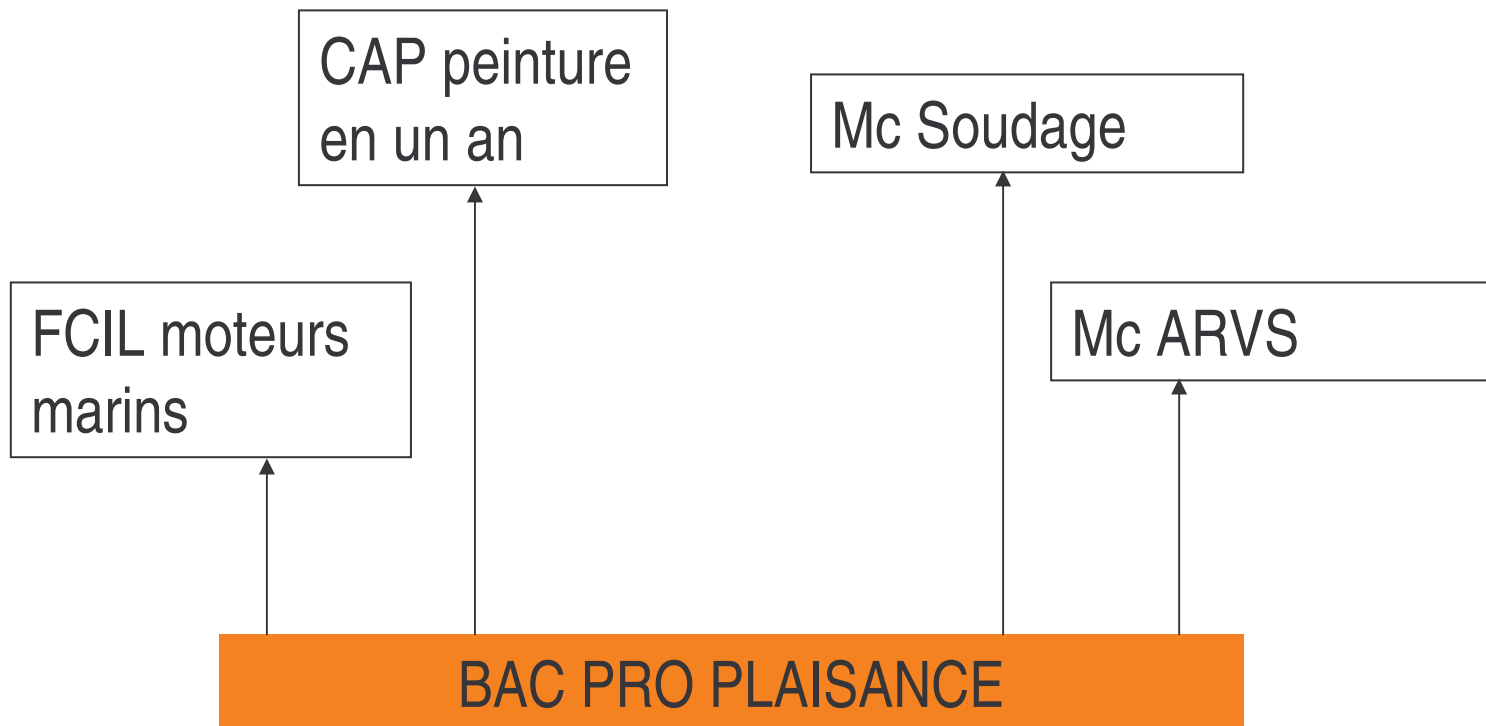 CAP peinture
en un an
Mc Soudage
FCIL moteurs
marins
Mc ARVS
BAC PRO PLAISANCE